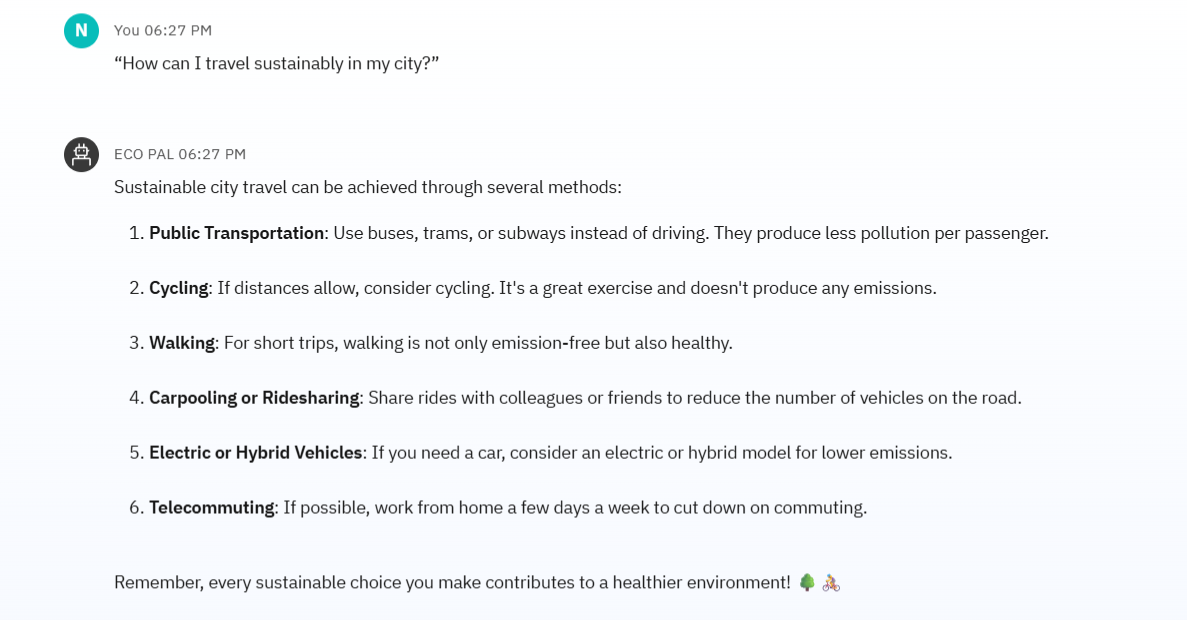 N
You 06:27 PM
“How can I travel sustainably in my city?”
ECO PAL 06:27 PM
Sustainable city travel can be achieved through several methods:
1. Public Transportation: Use buses, trams, or subways instead of driving. They produce less pollution per passenger.
2. Cycling: If distances allow, consider cycling. It's a great exercise and doesn't produce any emissions.
3. Walking: For short trips, walking is not only emission-free but also healthy.
4. Carpooling or Ridesharing: Share rides with colleagues or friends to reduce the number of vehicles on the road.
5. Electric or Hybrid Vehicles: If you need a car, consider an electric or hybrid model for lower emissions.
6. Telecommuting: If possible, work from home a few days a week to cut down on commuting.
Remember, every sustainable choice you make contributes to a healthier environment! 🌳 🚴